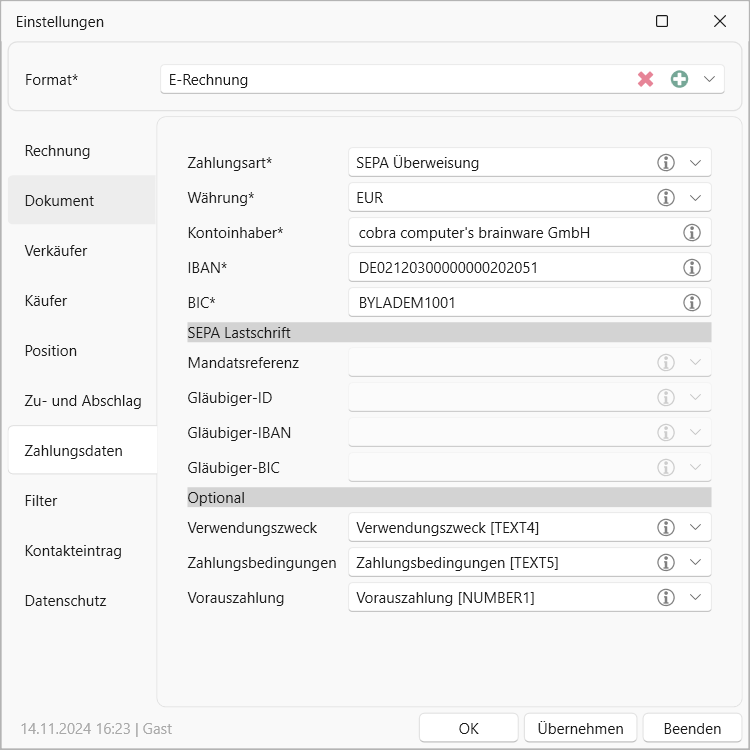 Einstellungen
Format* E-Rechnung
Rechnung
Dokument
Verkäufer
Käufer
Position
Zu- und Abschlag
Zahlungsdaten
Filter
Kontakteintrag
Datenschutz
Zahlungsart* SEPA Überweisung
Währung* EUR
Kontoinhaber* cobra computer's brainware GmbH
IBAN* DE02120300000000202051
BIC* BYLADEM1001
SEPA Lastschrift
Mandatsreferenz
Gläubiger-ID
Gläubiger-IBAN
Gläubiger-BIC
Optional
Verwendungszweck Verwendungszweck [TEXT4]
Zahlungsbedingungen Zahlungsbedingungen [TEXT5]
Vorauszahlung Vorauszahlung [NUMBER1]
14.11.2024 16:23 | Gast OK Übernehmen Beenden